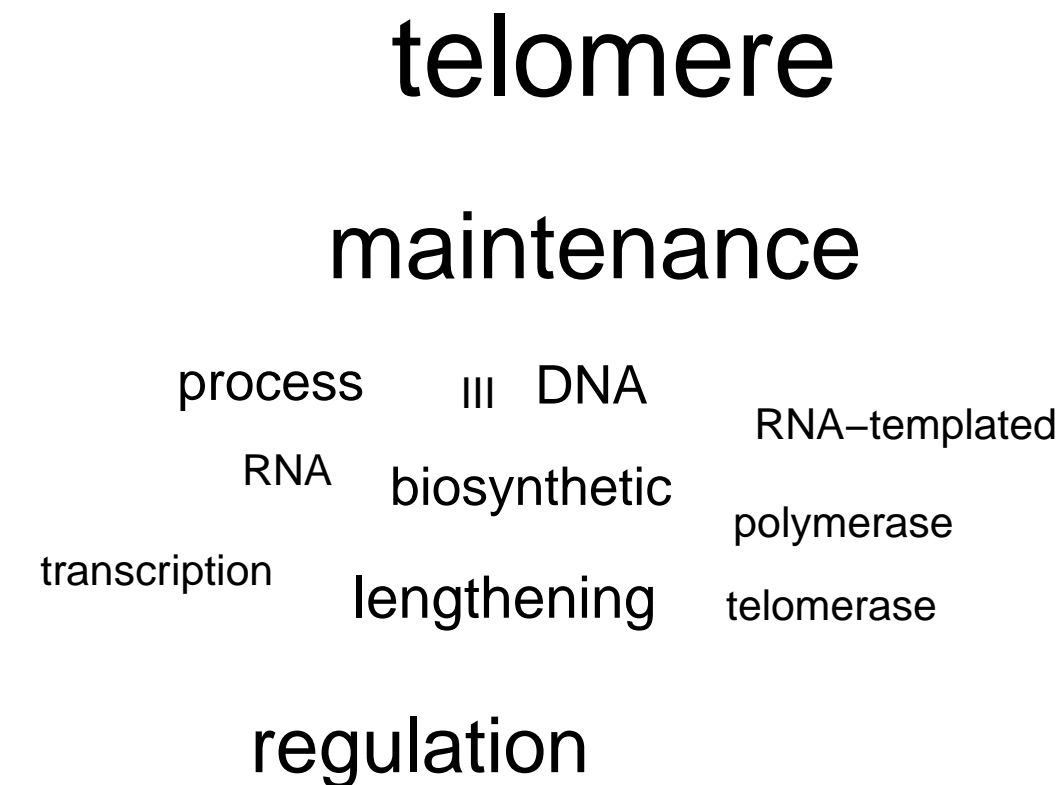 telomere
maintenance
process III DNA
RNA–templated
RNA biosynthetic
polymerase
transcription
lengthening telomerase
regulation